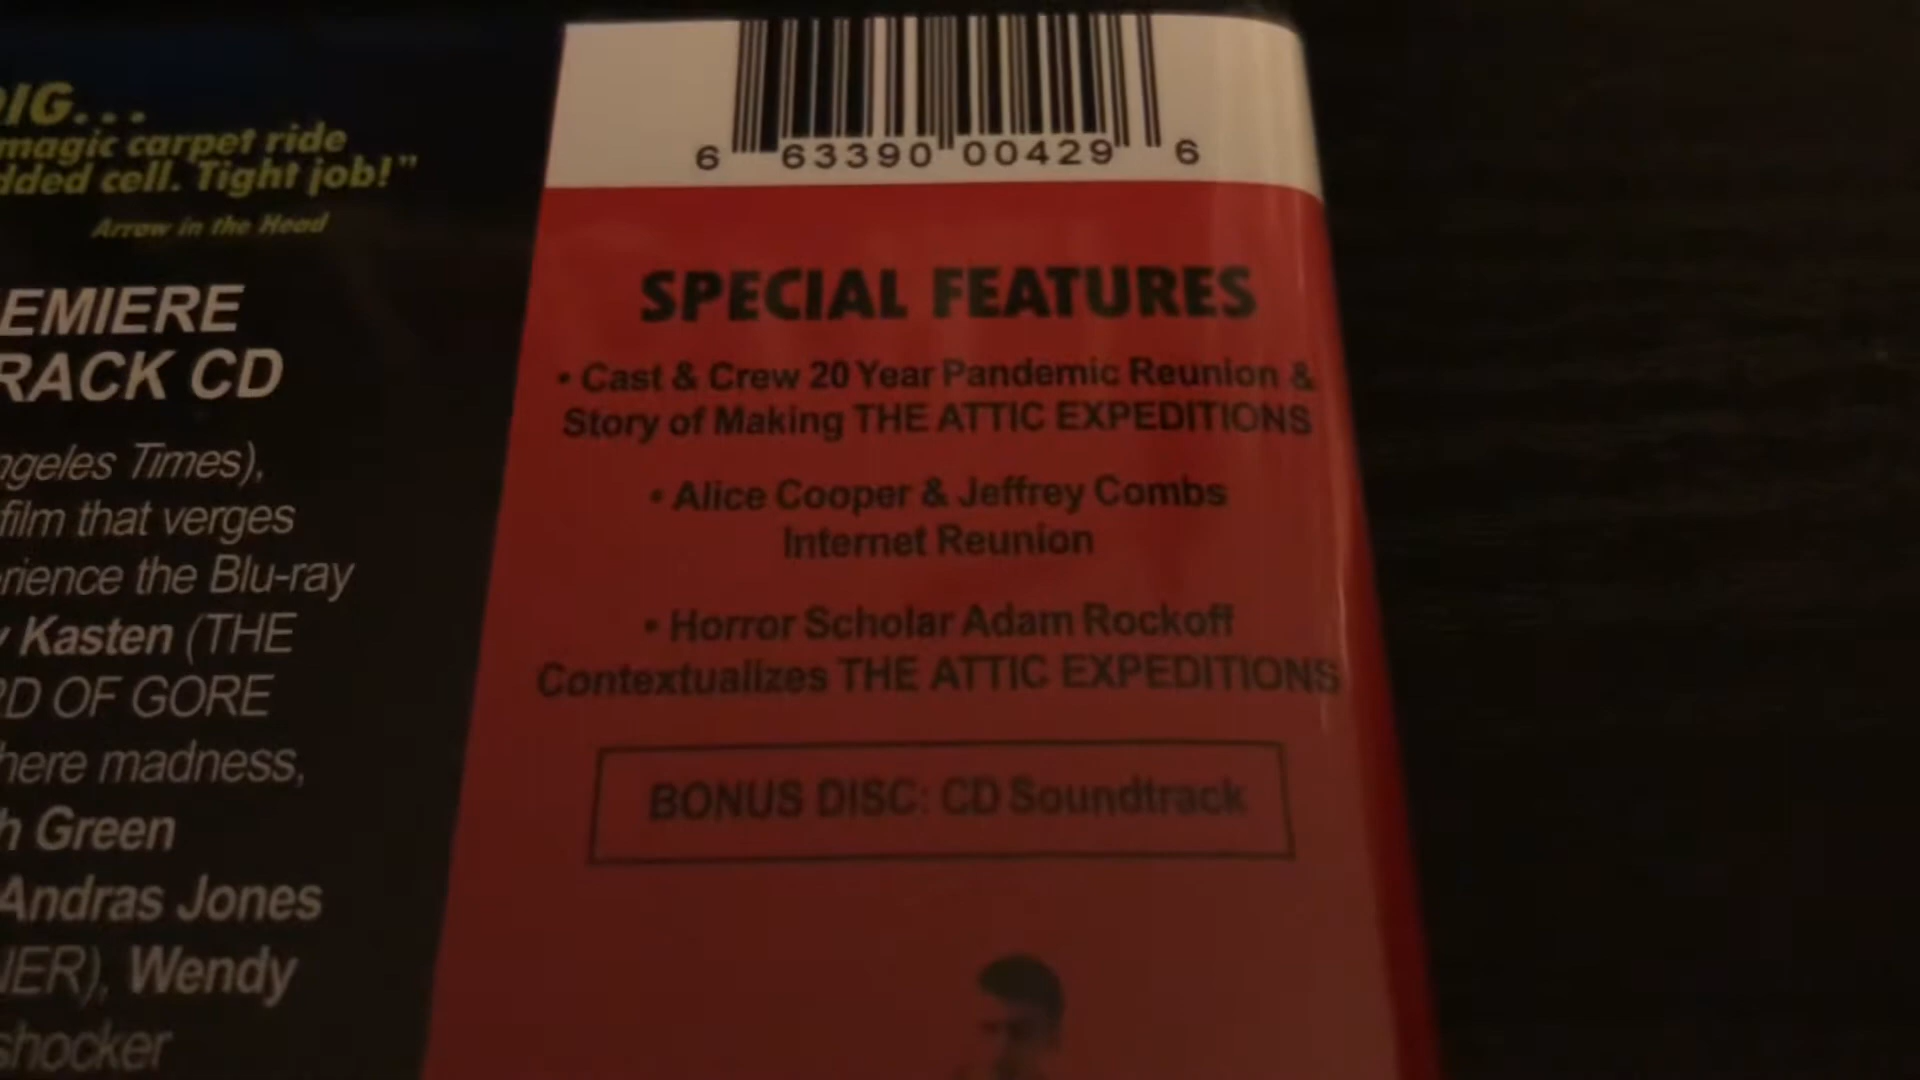 IG...
magic carpet ride
dded cell. Tight job!”
Arrow in the Head
EMIERE
RACK CD
ngeles Times),
film that verges
rience the Blu-ray
y Kasten (THE
RD OF GORE
here madness,
h Green
Andras Jones
NER), Wendy
shocker
6 63390 00429 6
SPECIAL FEATURES
• Cast & Crew 20 Year Pandemic Reunion &
Story of Making THE ATTIC EXPEDITIONS
• Alice Cooper & Jeffrey Combs
Internet Reunion
• Horror Scholar Adam Rockoff
Contextualizes THE ATTIC EXPEDITIONS
BONUS DISC: CD Soundtrack